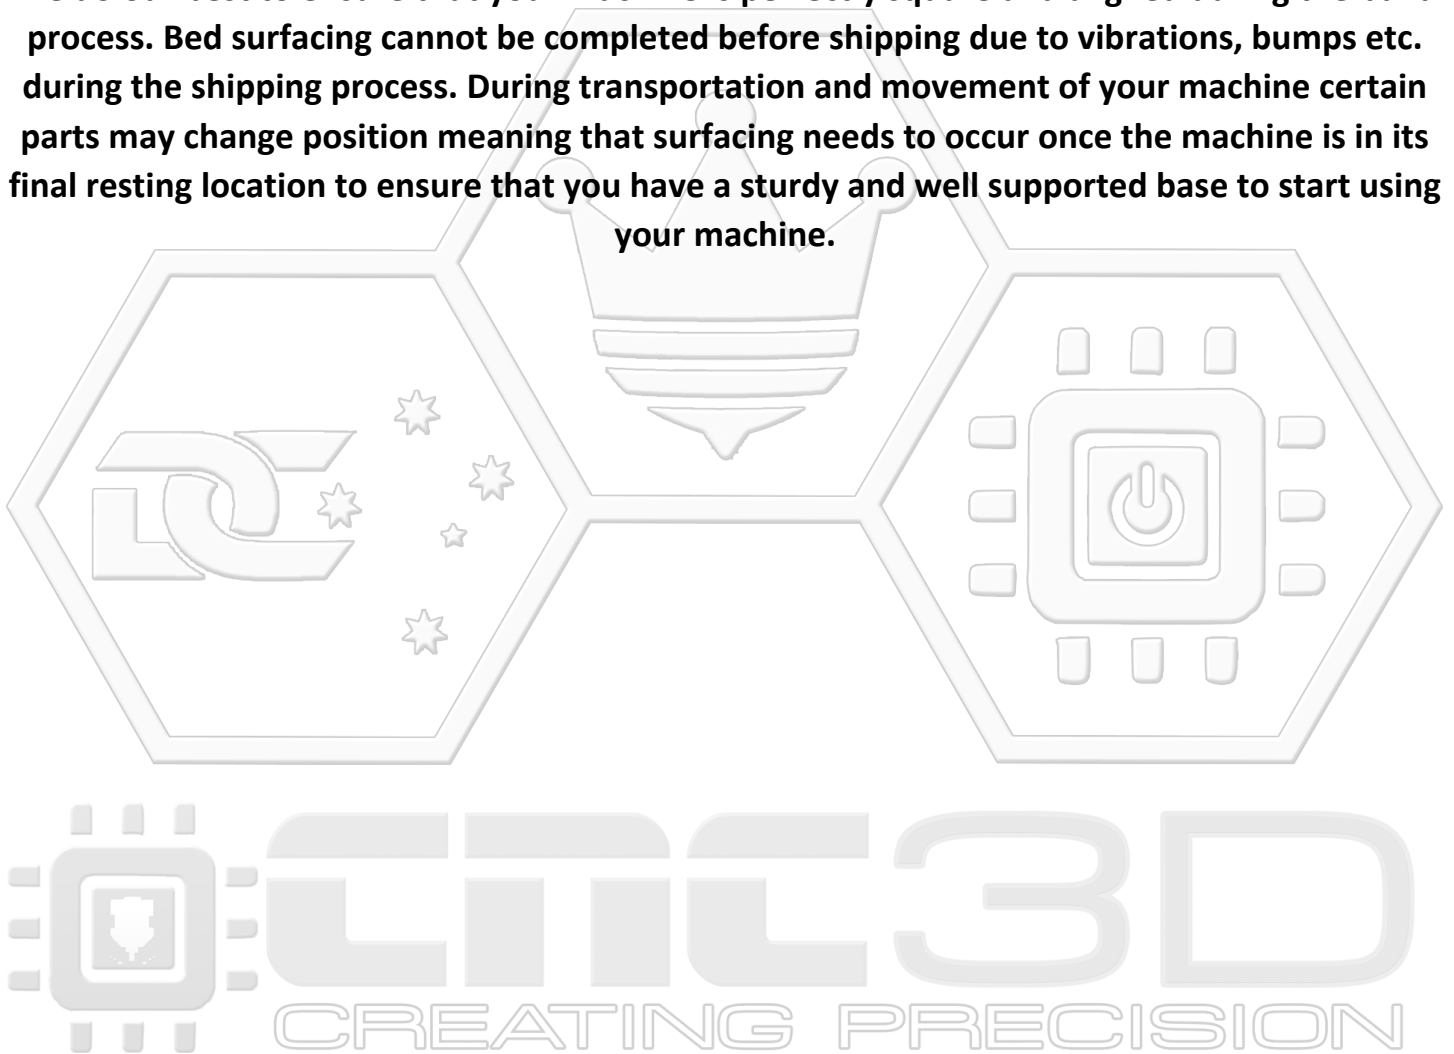 process. Bed surfacing cannot be completed before shipping due to vibrations, bumps etc.
during the shipping process. During transportation and movement of your machine certain
parts may change position meaning that surfacing needs to occur once the machine is in its
final resting location to ensure that you have a sturdy and well supported base to start using
your machine.
DC
CNC3D
CREATING PRECISION